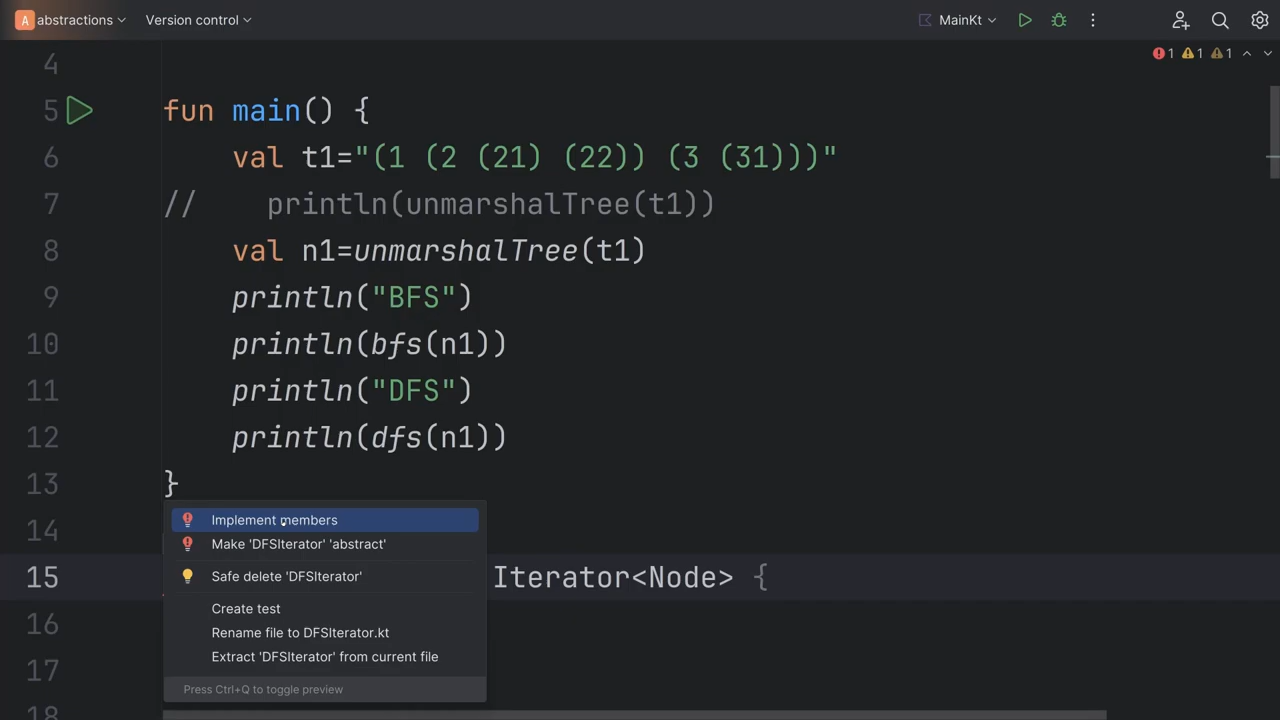 A abstractions Version control MainKt
1 1 1
4
5 fun main() {
6 val t1="(1 (2 (21) (22)) (3 (31)))"
7 // println(unmarshalTree(t1))
8 val n1=unmarshalTree(t1)
9 println("BFS")
10 println(bfs(n1))
11 println("DFS")
12 println(dfs(n1))
13 }
14
Implement members
Make 'DFSIterator' 'abstract'
15 Iterator<Node> {
Safe delete 'DFSIterator'
Create test
16
Rename file to DFSIterator.kt
Extract 'DFSIterator' from current file
17
Press Ctrl+Q to toggle preview
18